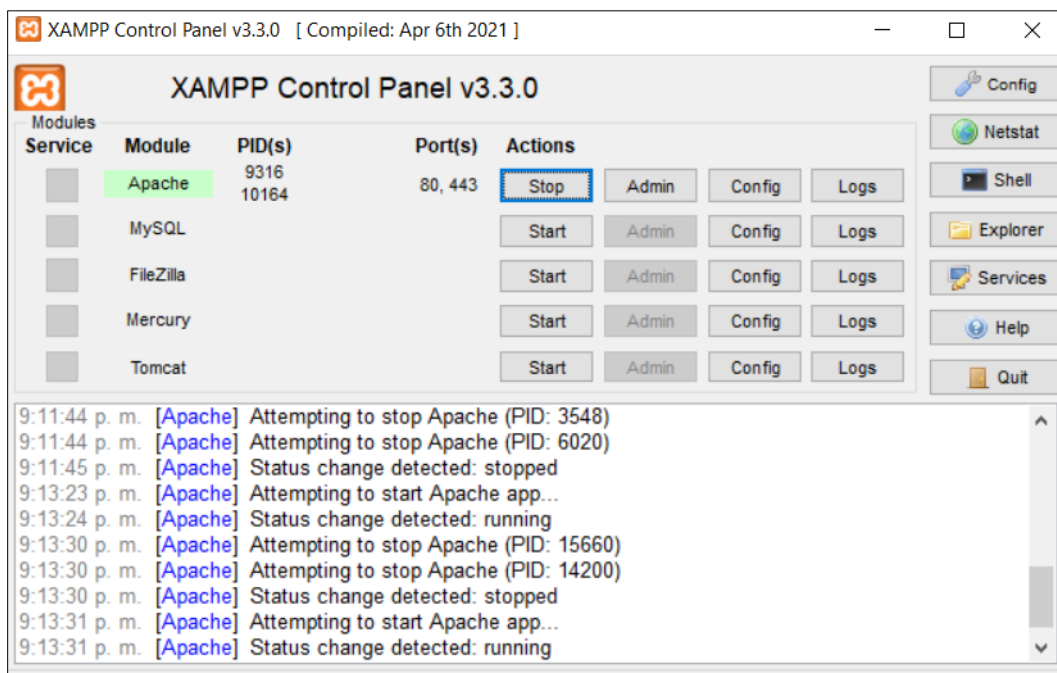 XAMPP Control Panel v3.3.0 [ Compiled: Apr 6th 2021 ]
XAMPP Control Panel v3.3.0
Config
Modules
Service Module PID(s) Port(s) Actions
Netstat
Apache 9316 10164 80, 443 Stop Admin Config Logs
Shell
MySQL Start Admin Config Logs
Explorer
FileZilla Start Admin Config Logs
Services
Mercury Start Admin Config Logs
Help
Tomcat Start Admin Config Logs
Quit
9:11:44 p. m. [Apache] Attempting to stop Apache (PID: 3548)
9:11:44 p. m. [Apache] Attempting to stop Apache (PID: 6020)
9:11:45 p. m. [Apache] Status change detected: stopped
9:13:23 p. m. [Apache] Attempting to start Apache app...
9:13:24 p. m. [Apache] Status change detected: running
9:13:30 p. m. [Apache] Attempting to stop Apache (PID: 15660)
9:13:30 p. m. [Apache] Attempting to stop Apache (PID: 14200)
9:13:30 p. m. [Apache] Status change detected: stopped
9:13:31 p. m. [Apache] Attempting to start Apache app...
9:13:31 p. m. [Apache] Status change detected: running